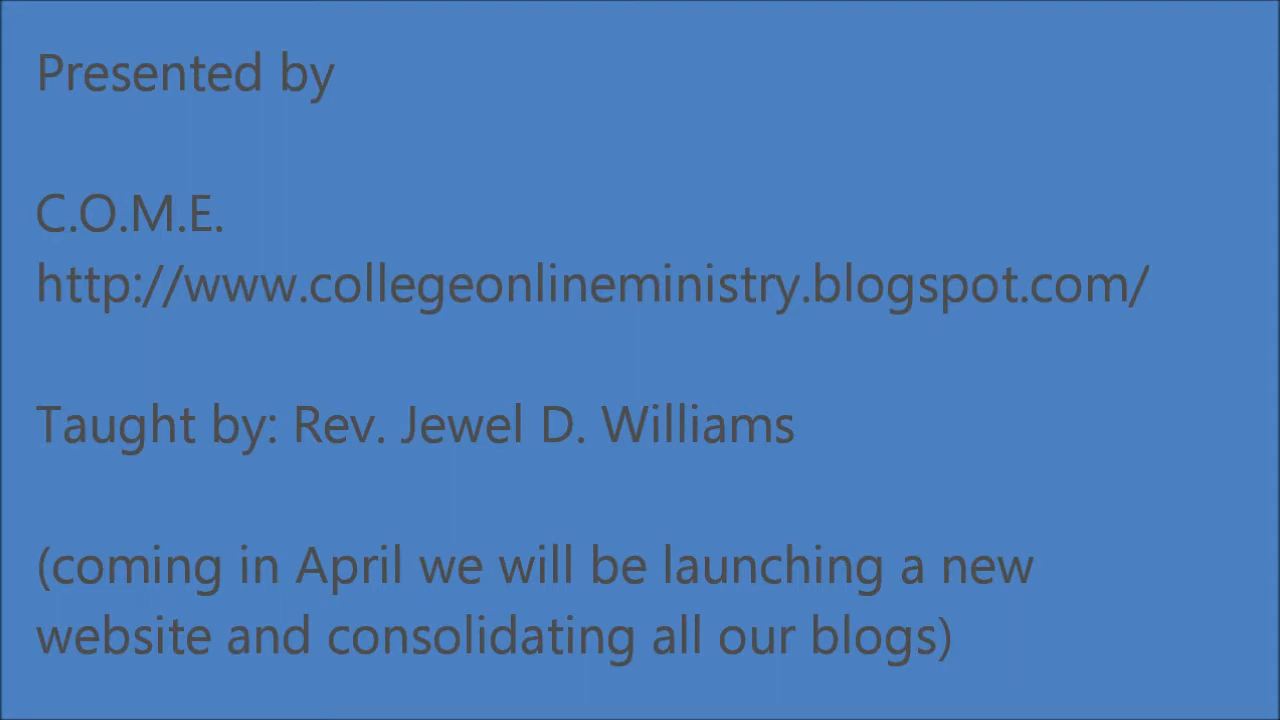 Presented by
C.O.M.E.
http://www.collegeonlineministry.blogspot.com/
Taught by: Rev. Jewel D. Williams
(coming in April we will be launching a new
website and consolidating all our blogs)